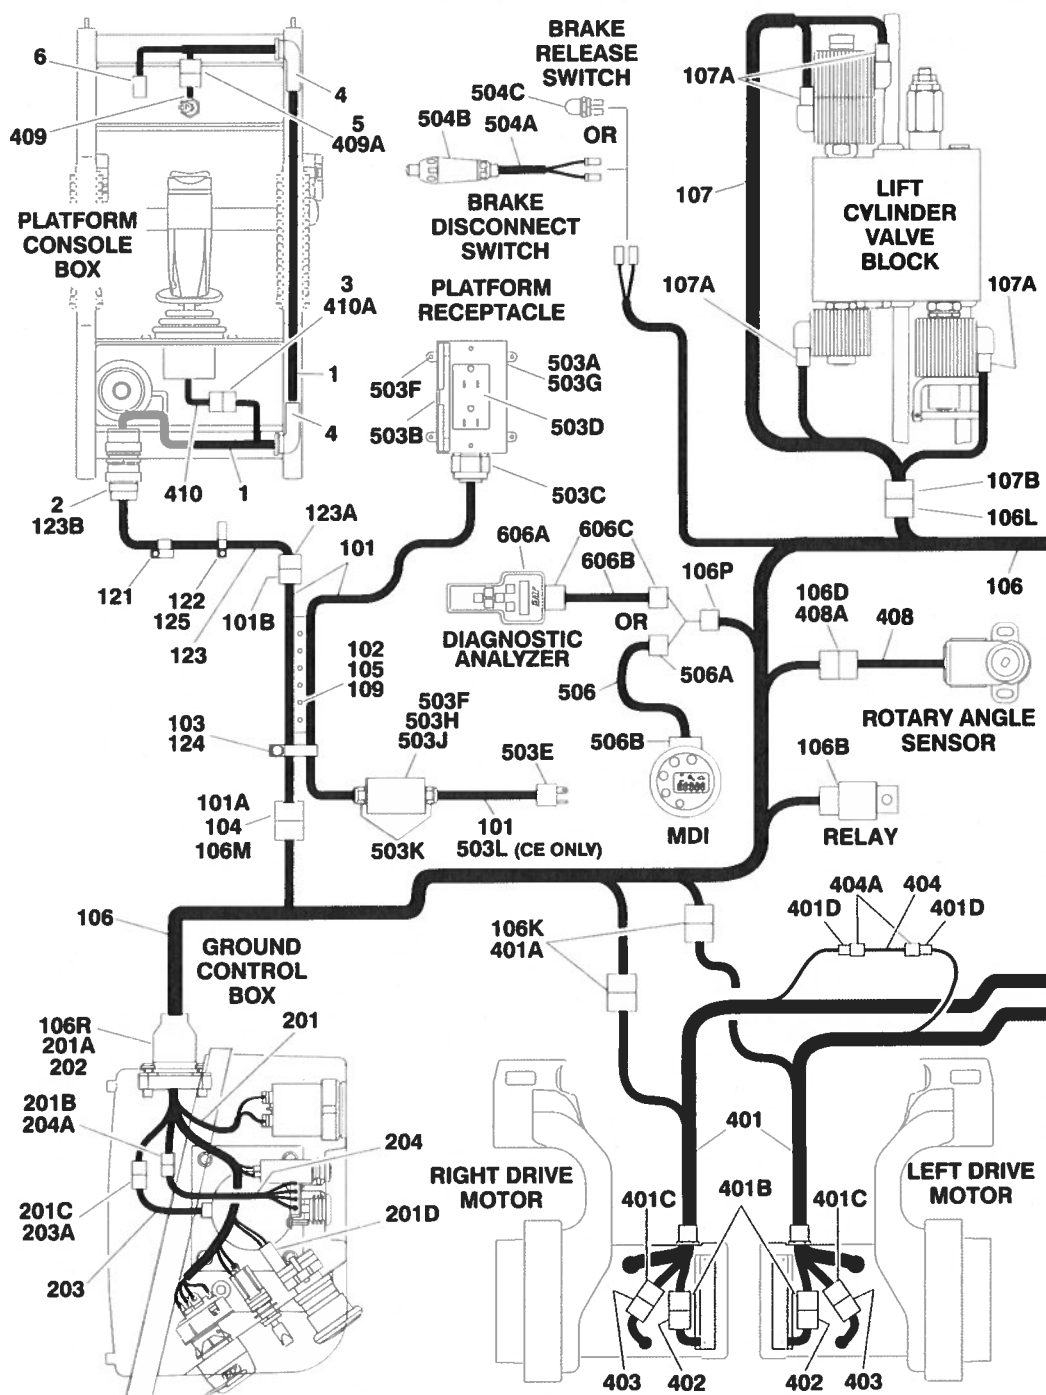 BRAKE
RELEASE
SWITCH
6
4
5
409
409A
504C
504B
504A
OR
107A
107
LIFT
CYLINDER
VALVE
BLOCK
PLATFORM
CONSOLE
BOX
BRAKE
DISCONNECT
SWITCH
3
410A
PLATFORM
RECEPTACLE
107A
107A
1
4
503F
503A
503G
503B
503D
410
1
2
123B
503C
107B
106L
123A
101
606A
606C
606B
106P
106
121
122
125
101B
123
DIAGNOSTIC
ANALYZER
OR
106D
408A
408
102
105
109
506
506A
ROTARY ANGLE
SENSOR
103
124
503F
503H
503J
503E
506B
106B
101A
104
106M
503K
101
503L (CE ONLY)
MDI
RELAY
106
GROUND
CONTROL
BOX
106K
401A
404A
404
401D
401D
106R
201A
202
201
201B
204A
204
401
RIGHT DRIVE
MOTOR
LEFT DRIVE
MOTOR
201C
203A
201D
401C
401B
401C
203
403
402
402
403